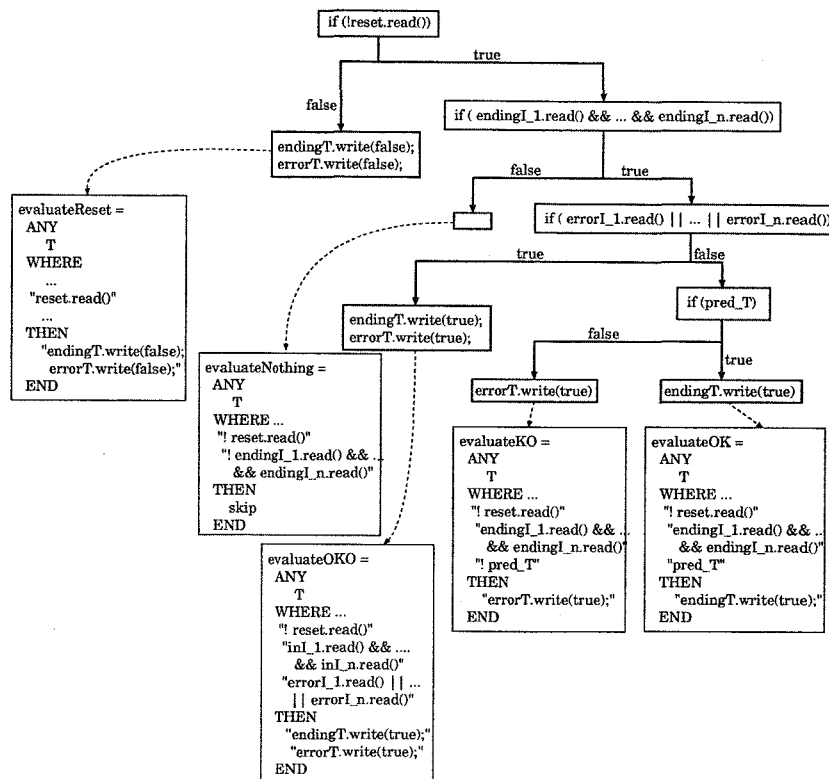 if (!reset.read())
true
false
if ( endingI_1.read() && ... && endingI_n.read())
endingT.write(false);
errorT.write(false);
false
true
if ( errorI_1.read() || ... || errorI_n.read())
true
false
if (pred_T)
endingT.write(true);
errorT.write(true);
false
true
errorT.write(true)
endingT.write(true)
evaluateReset =
ANY
T
WHERE
...
"reset.read()"
...
THEN
"endingT.write(false);
errorT.write(false);"
END
evaluateNothing =
ANY
T
WHERE ...
"! reset.read()"
"! endingI_1.read() && ...
&& endingI_n.read()"
THEN
skip
END
evaluateOKO =
ANY
T
WHERE ...
"! reset.read()"
"inI_1.read() && ....
&& inI_n.read()"
"errorI_1.read() || ...
|| errorI_n.read()"
THEN
"endingT.write(true);"
"errorT.write(true);"
END
evaluateKO =
ANY
T
WHERE ...
"! reset.read()"
"endingI_1.read() && ...
&& endingI_n.read()"
"! pred_T"
THEN
"errorT.write(true);"
END
evaluateOK =
ANY
T
WHERE ...
"! reset.read()"
"endingI_1.read() && ...
&& endingI_n.read()"
"pred_T"
THEN
"endingT.write(true);"
END